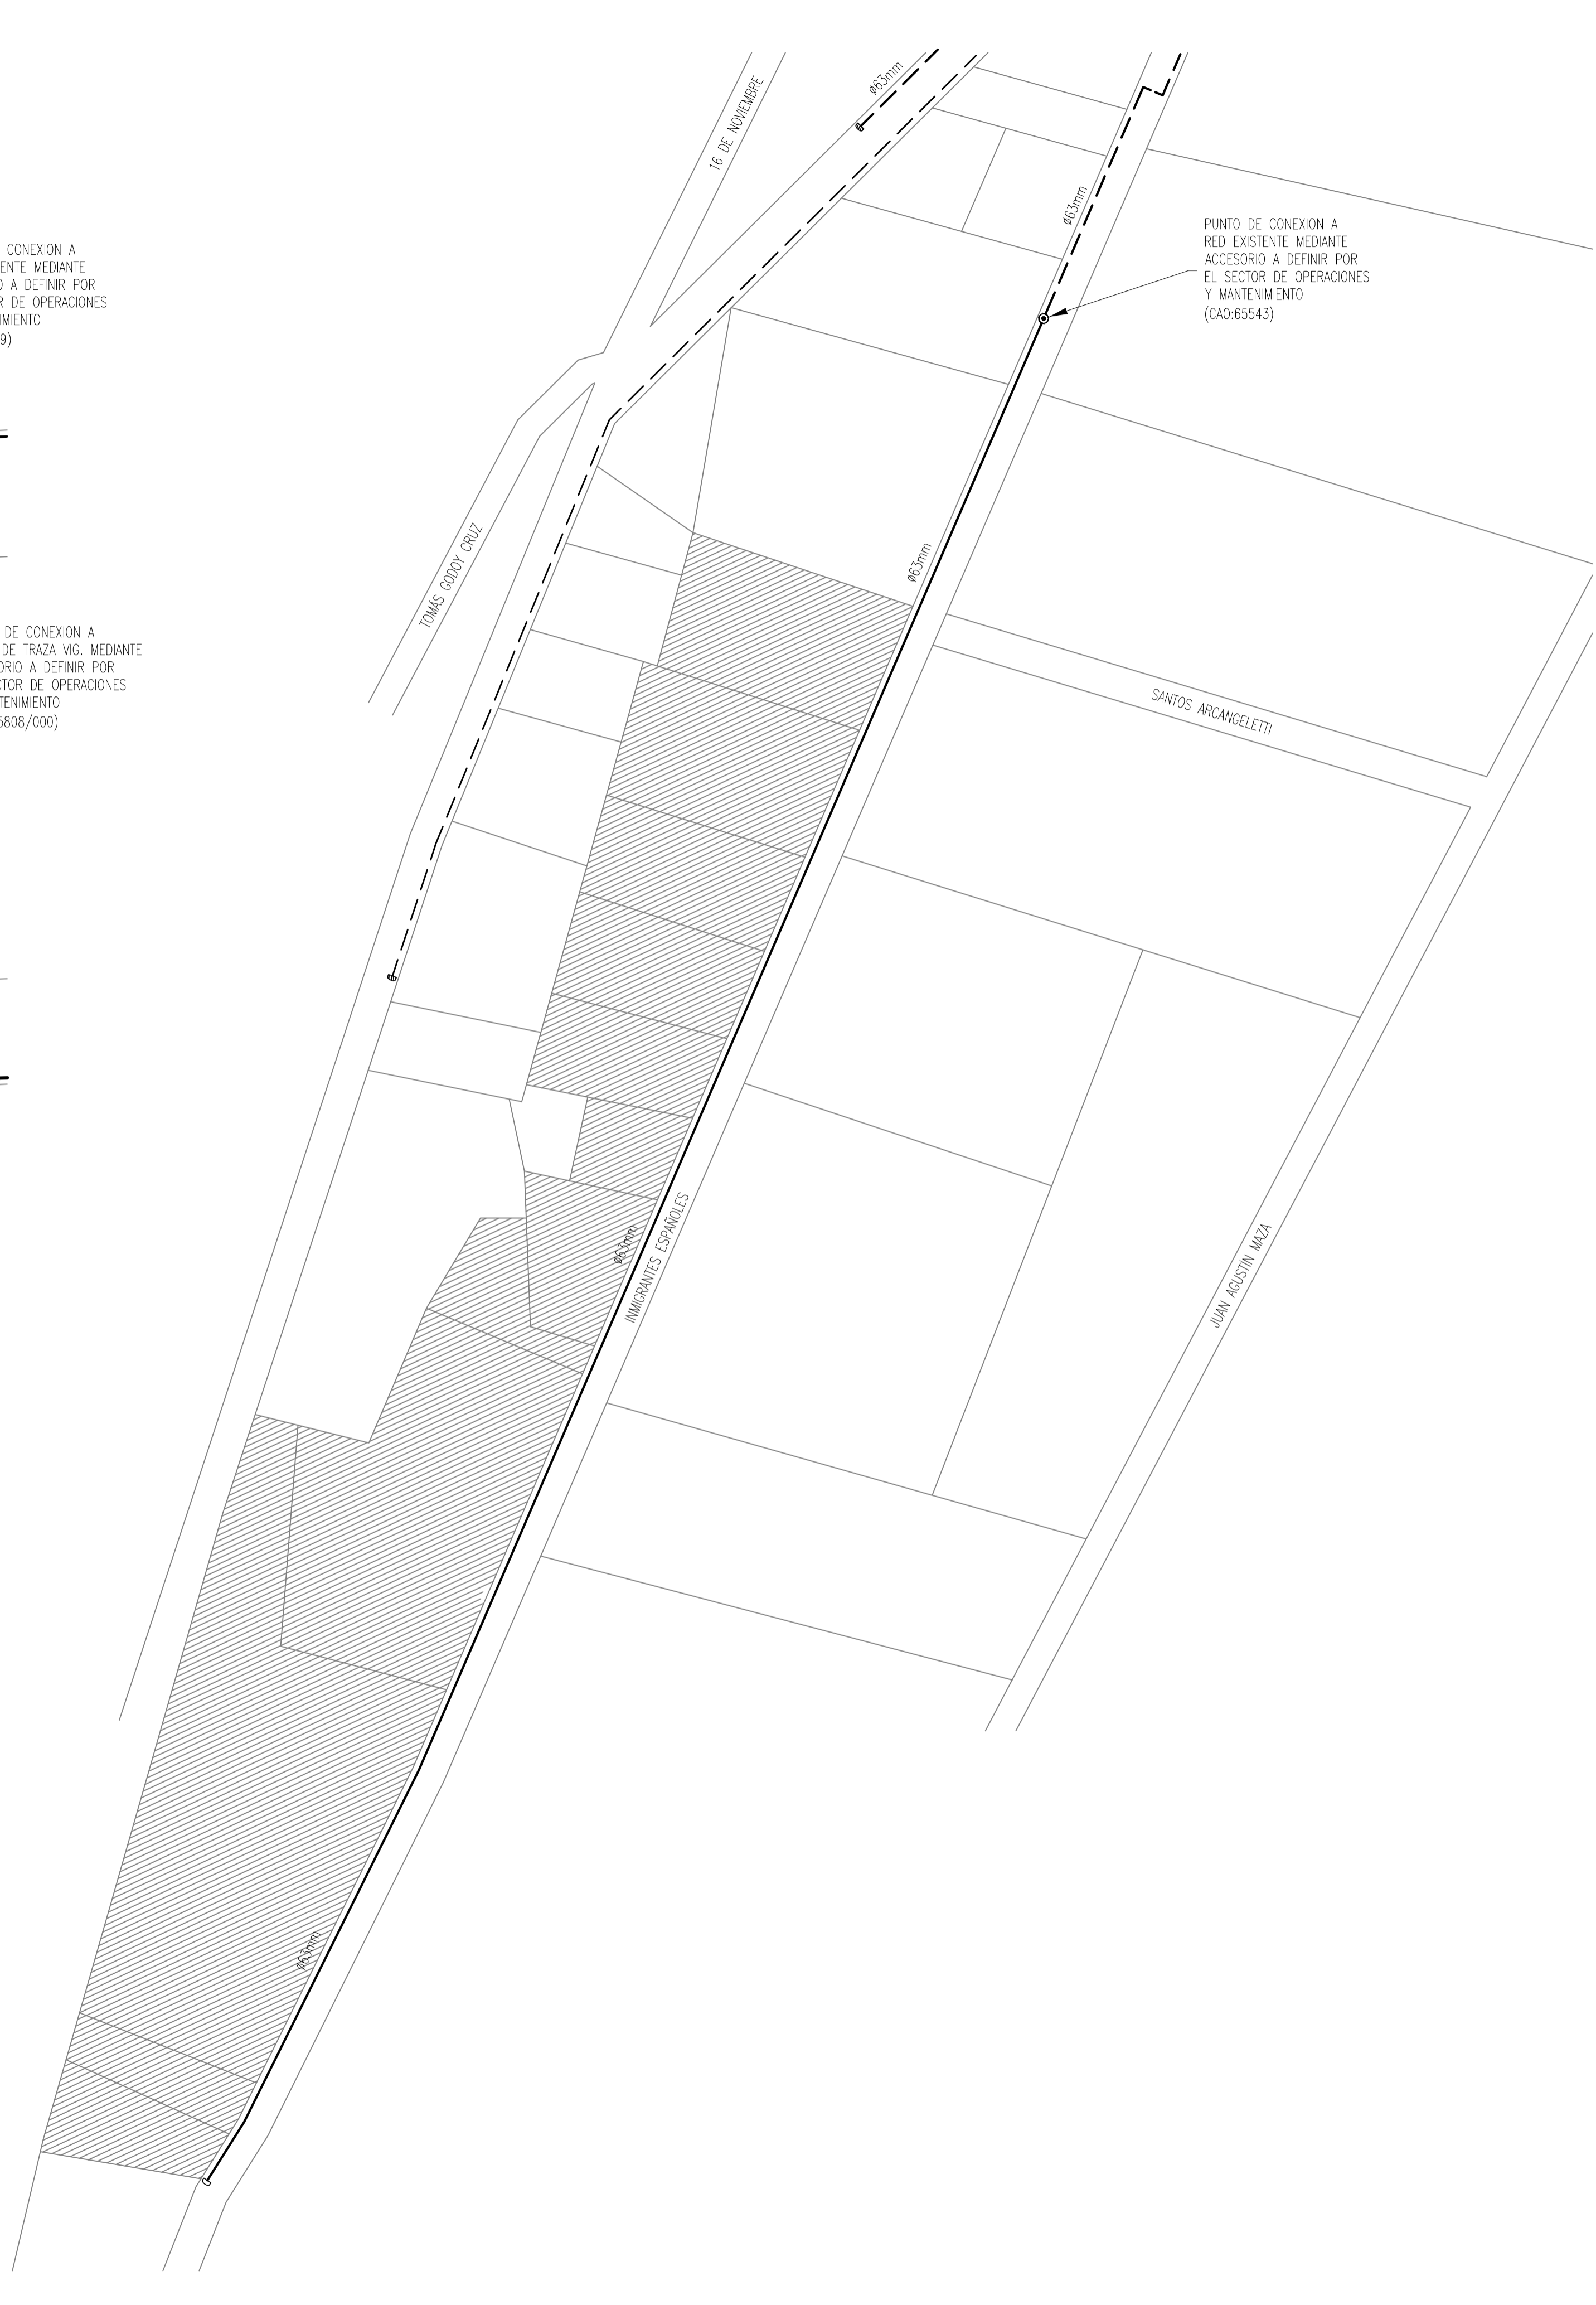 ø63mm
16 DE NOVIEMBRE
ø63mm
PUNTO DE CONEXION A
RED EXISTENTE MEDIANTE
ACCESORIO A DEFINIR POR
EL SECTOR DE OPERACIONES
Y MANTENIMIENTO
(CAO:65543)
CONEXION A
ENTE MEDIANTE
O A DEFINIR POR
R DE OPERACIONES
IMIENTO
9)
TOMÁS GODOY CRUZ
ø63mm
DE CONEXION A
DE TRAZA VIG. MEDIANTE
ORIO A DEFINIR POR
CTOR DE OPERACIONES
TENIMIENTO
5808/000)
SANTOS ARCANGELETTI
ø63mm
INMIGRANTES ESPAÑOLES
JUAN AGUSTÍN MAZA
ø63mm